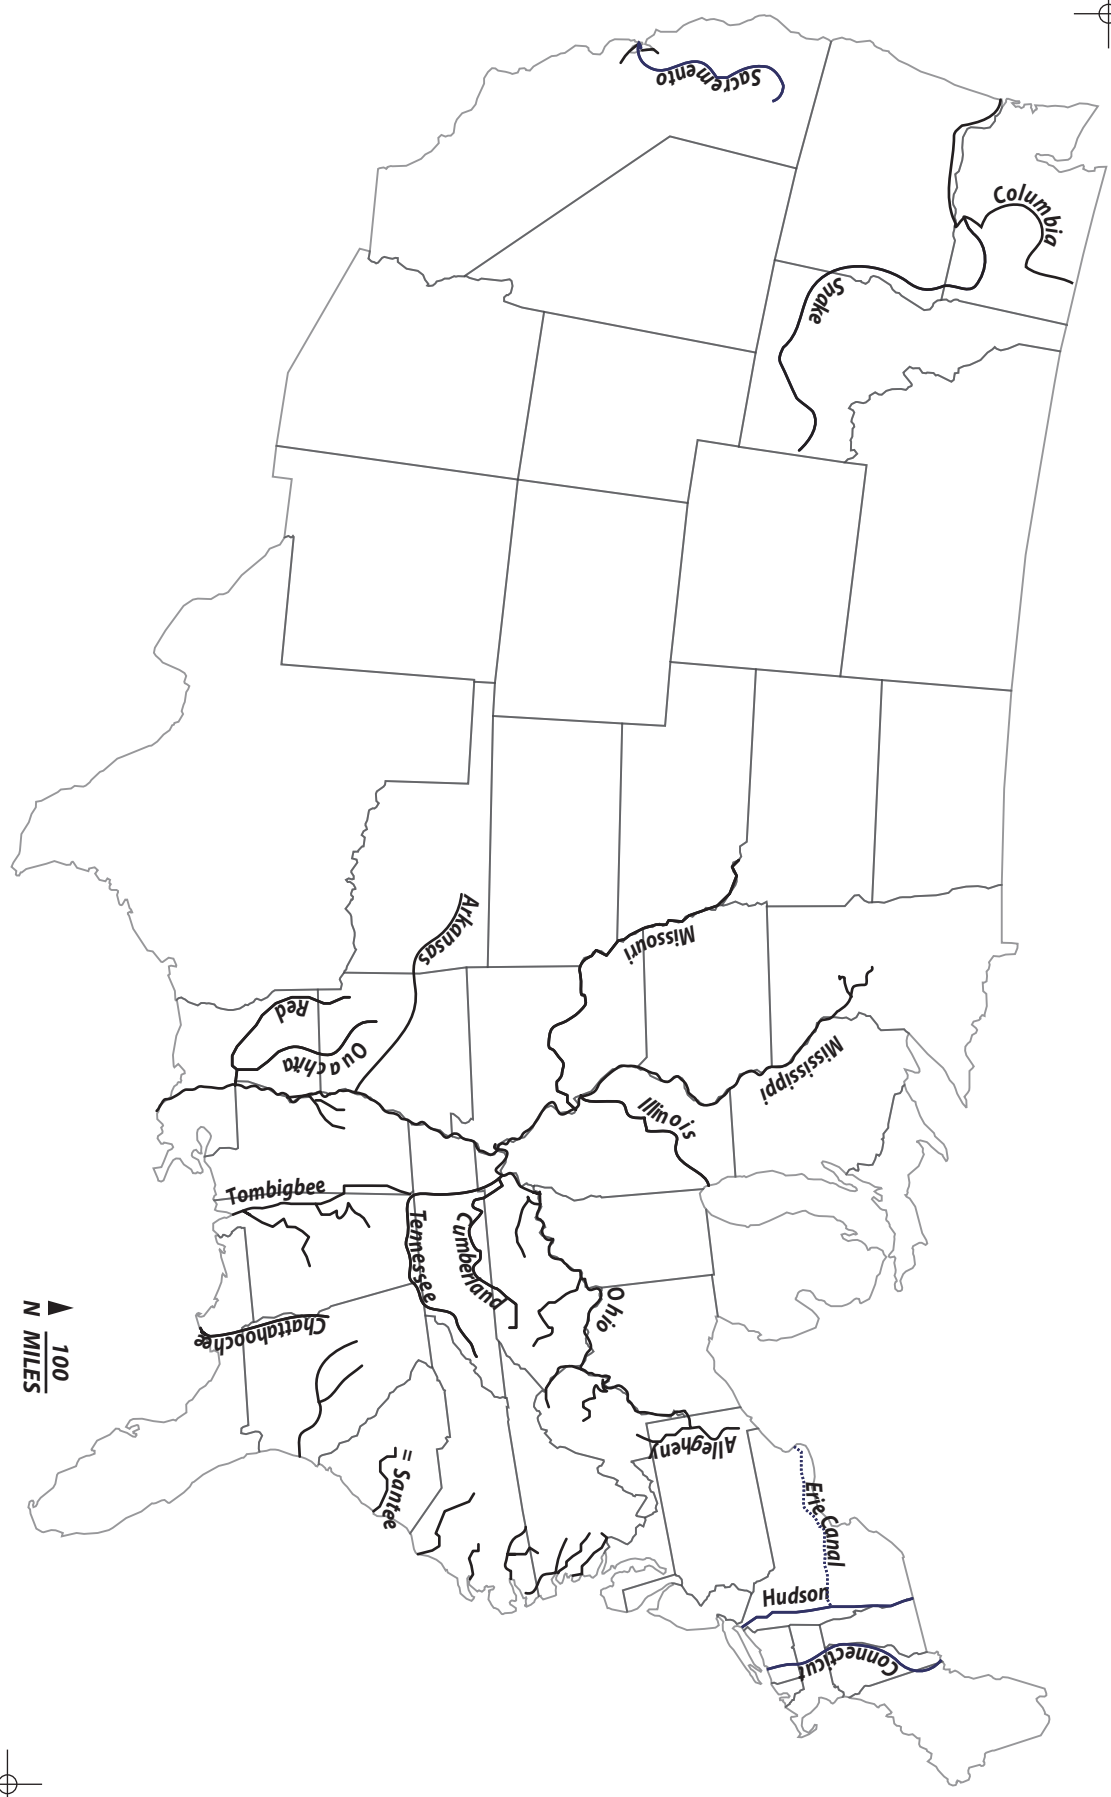 Sacremento
Columbia
Snake
Missouri
Mississippi
Illinois
Arkansas
Red
Ouachita
Tombigbee
Tennessee
Cumberland
Ohio
Chattahoochee
Allegheny
= Santee
Erie Canal
Hudson
Connecticut
N
100
MILES